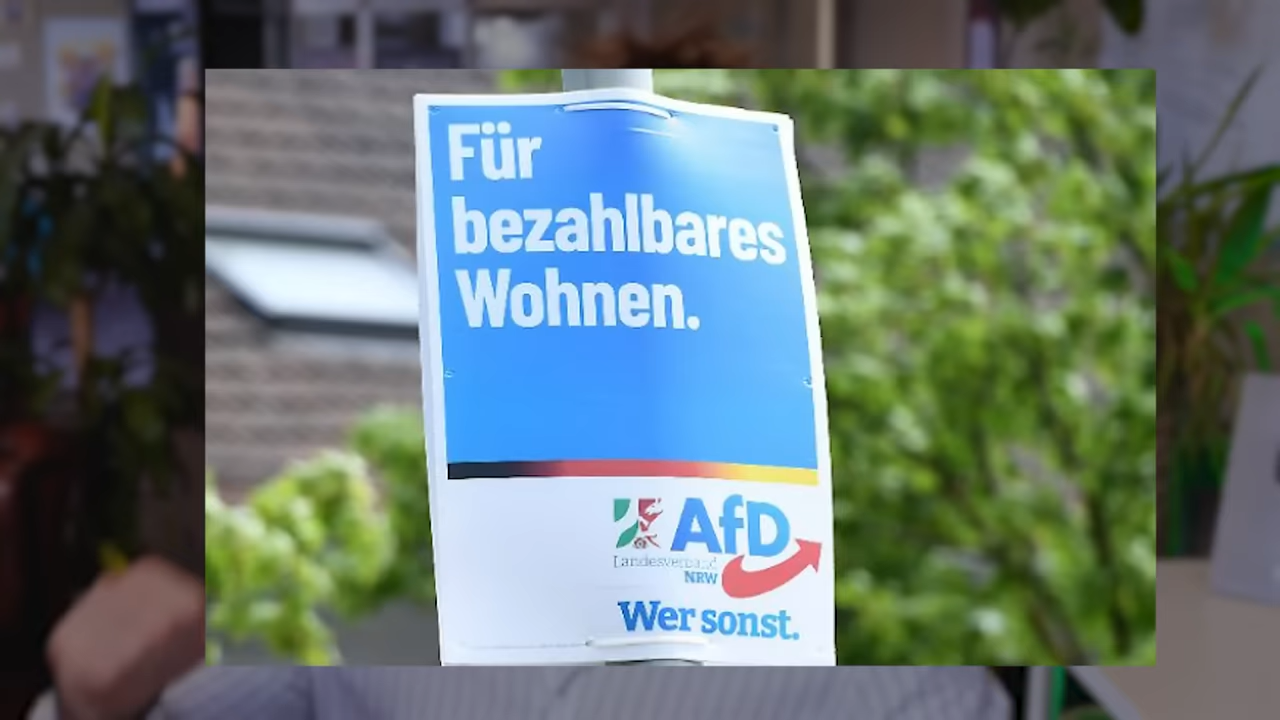 Für
bezahlbares
Wohnen.
AfD
Landesverband
NRW
Wer sonst.